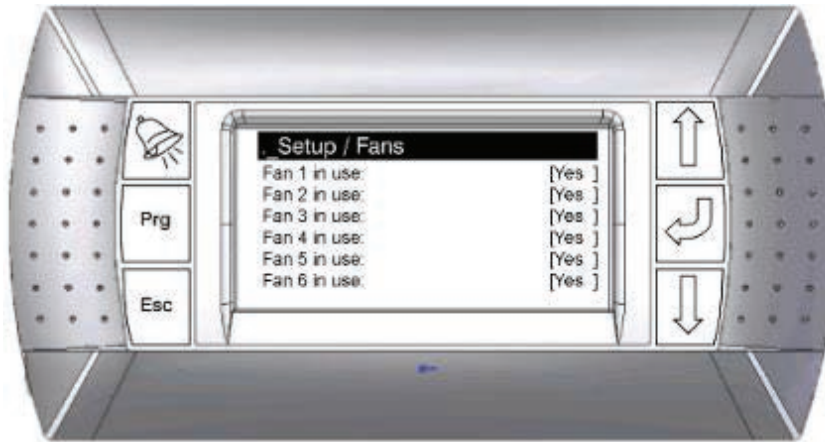 ._Setup / Fans
Fan 1 in use: [Yes ]
Fan 2 in use: [Yes ]
Fan 3 in use: [Yes ]
Fan 4 in use: [Yes ]
Fan 5 in use: [Yes ]
Fan 6 in use: [Yes ]
Prg
Esc